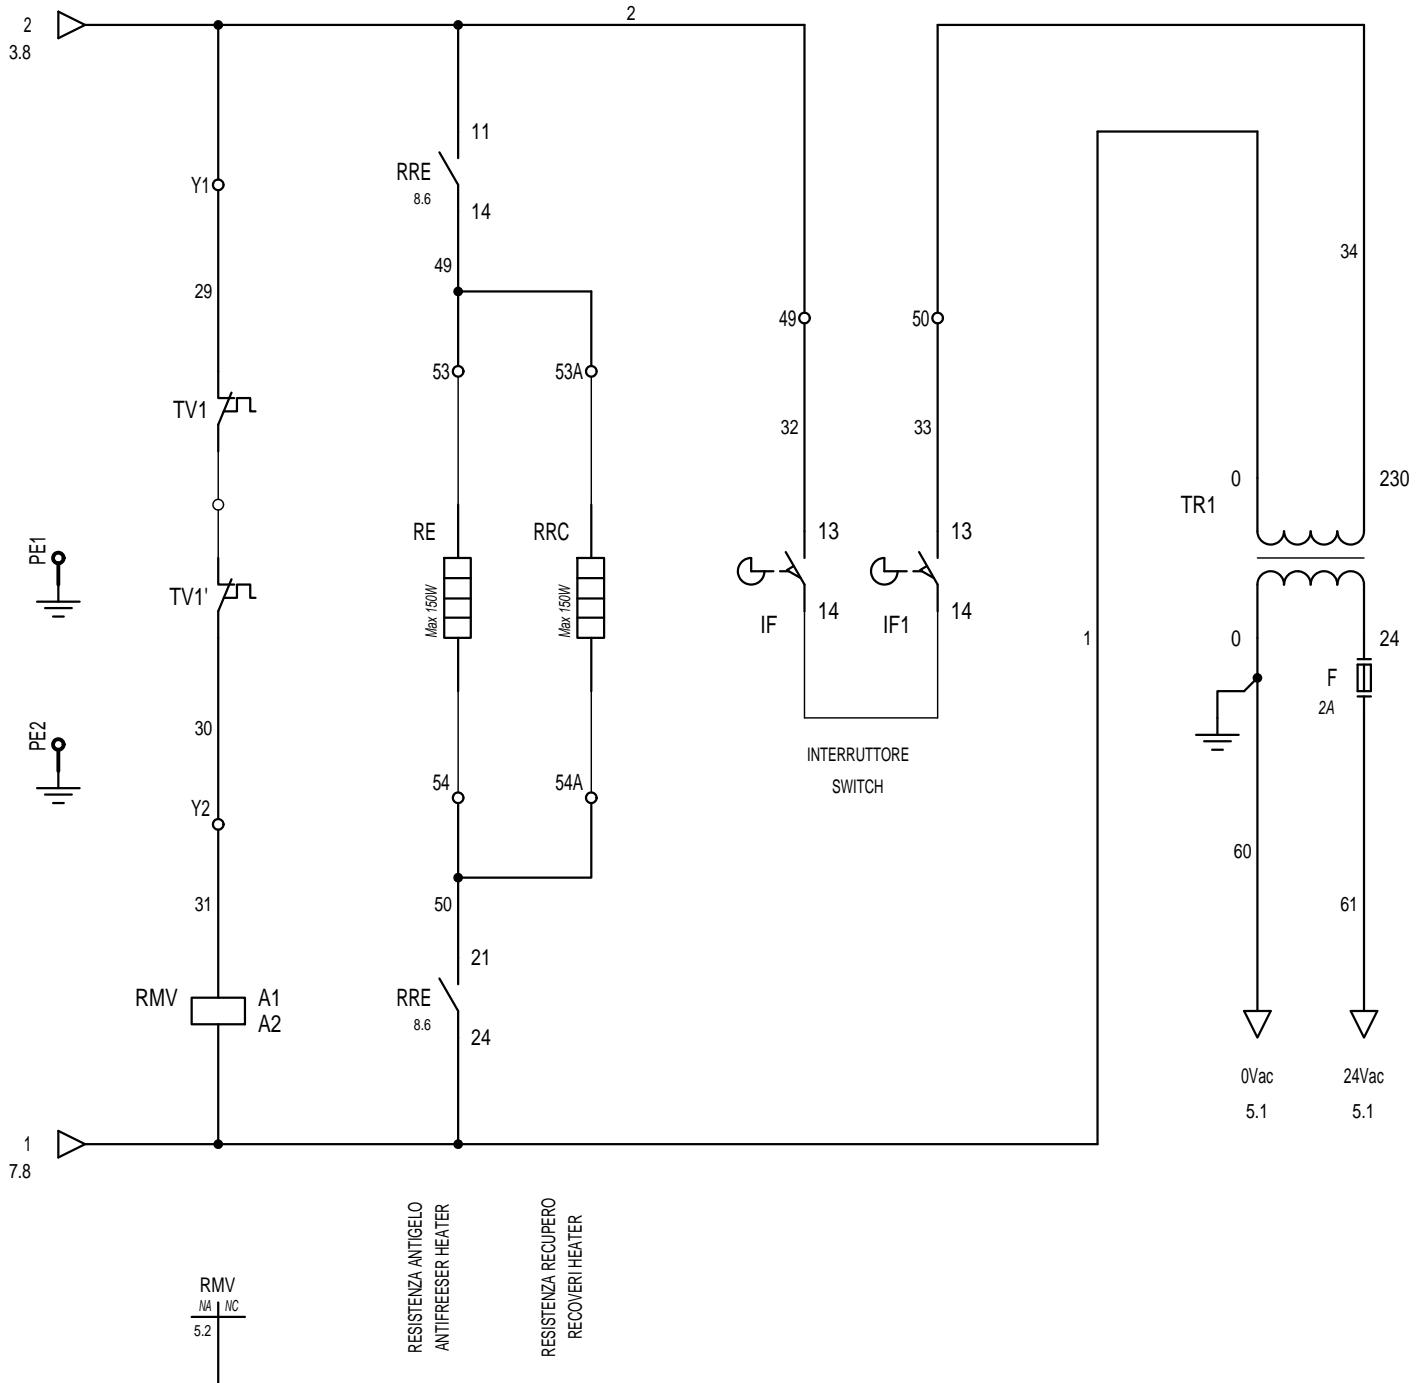 2
2
3.8
11
Y1
RRE
8.6
14
34
49
29
49
50
53
53A
TV1
32
33
0
230
TR1
13
13
RE
RRC
PE1
TV1'
Max 150W
Max 150W
14
14
IF
IF1
1
0
24
F
2A
30
PE2
INTERRUTTORE
SWITCH
54
54A
Y2
60
31
50
61
21
RMV
A1
A2
RRE
8.6
24
0Vac
24Vac
5.1
5.1
1
7.8
RESISTENZA ANTIGELO
ANTIFREESER HEATER
RESISTENZA RECUPERO
RECOVERI HEATER
RMV
NA NC
5.2